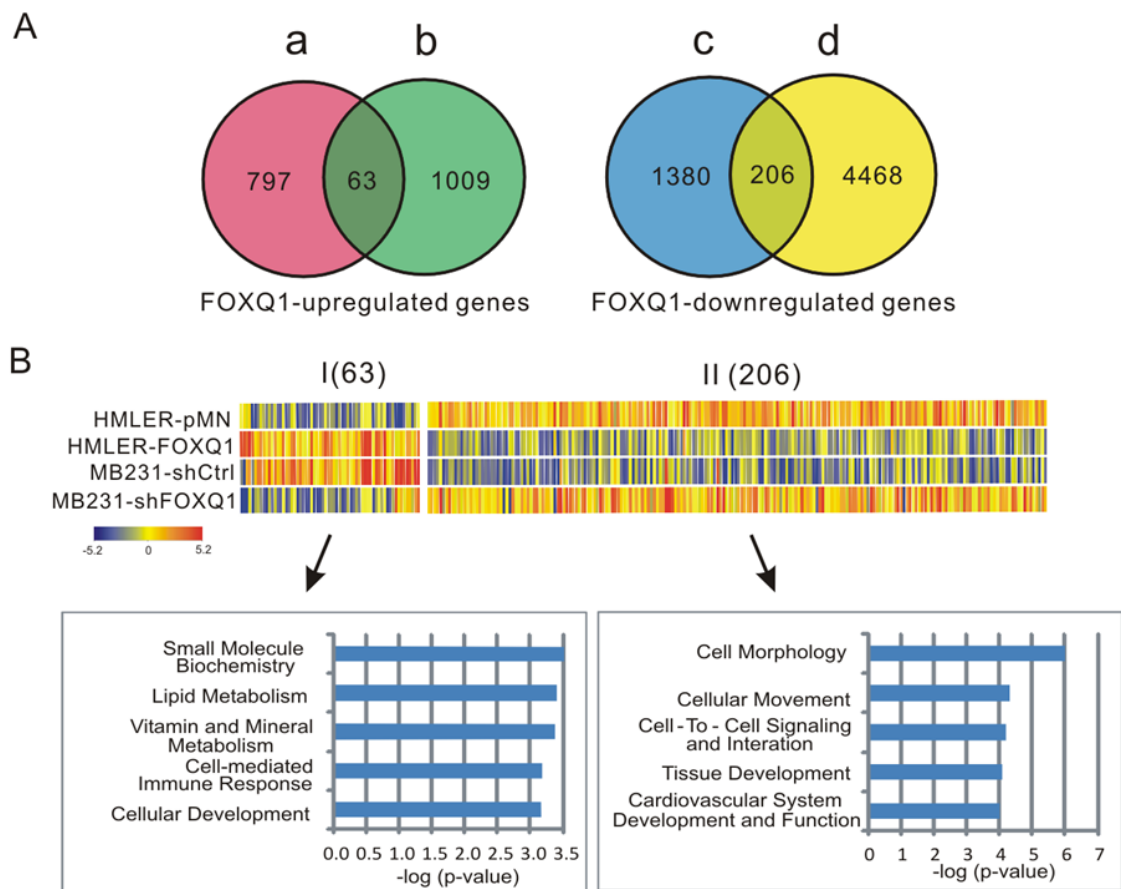 A
a b c d
797 63 1009 1380 206 4468
FOXQ1-upregulated genes FOXQ1-downregulated genes
B
I(63) II (206)
HMLER-pMN
HMLER-FOXQ1
MB231-shCtrl
MB231-shFOXQ1
-5.2 0 5.2
Small Molecule
Biochemistry
Lipid Metabolism
Vitamin and Mineral
Metabolism
Cell-mediated
Immune Response
Cellular Development
0.0 0.5 1.0 1.5 2.0 2.5 3.0 3.5
-log (p-value)
Cell Morphology
Cellular Movement
Cell-To-Cell Signaling
and Interation
Tissue Development
Cardiovascular System
Development and Function
0 1 2 3 4 5 6 7
-log (p-value)